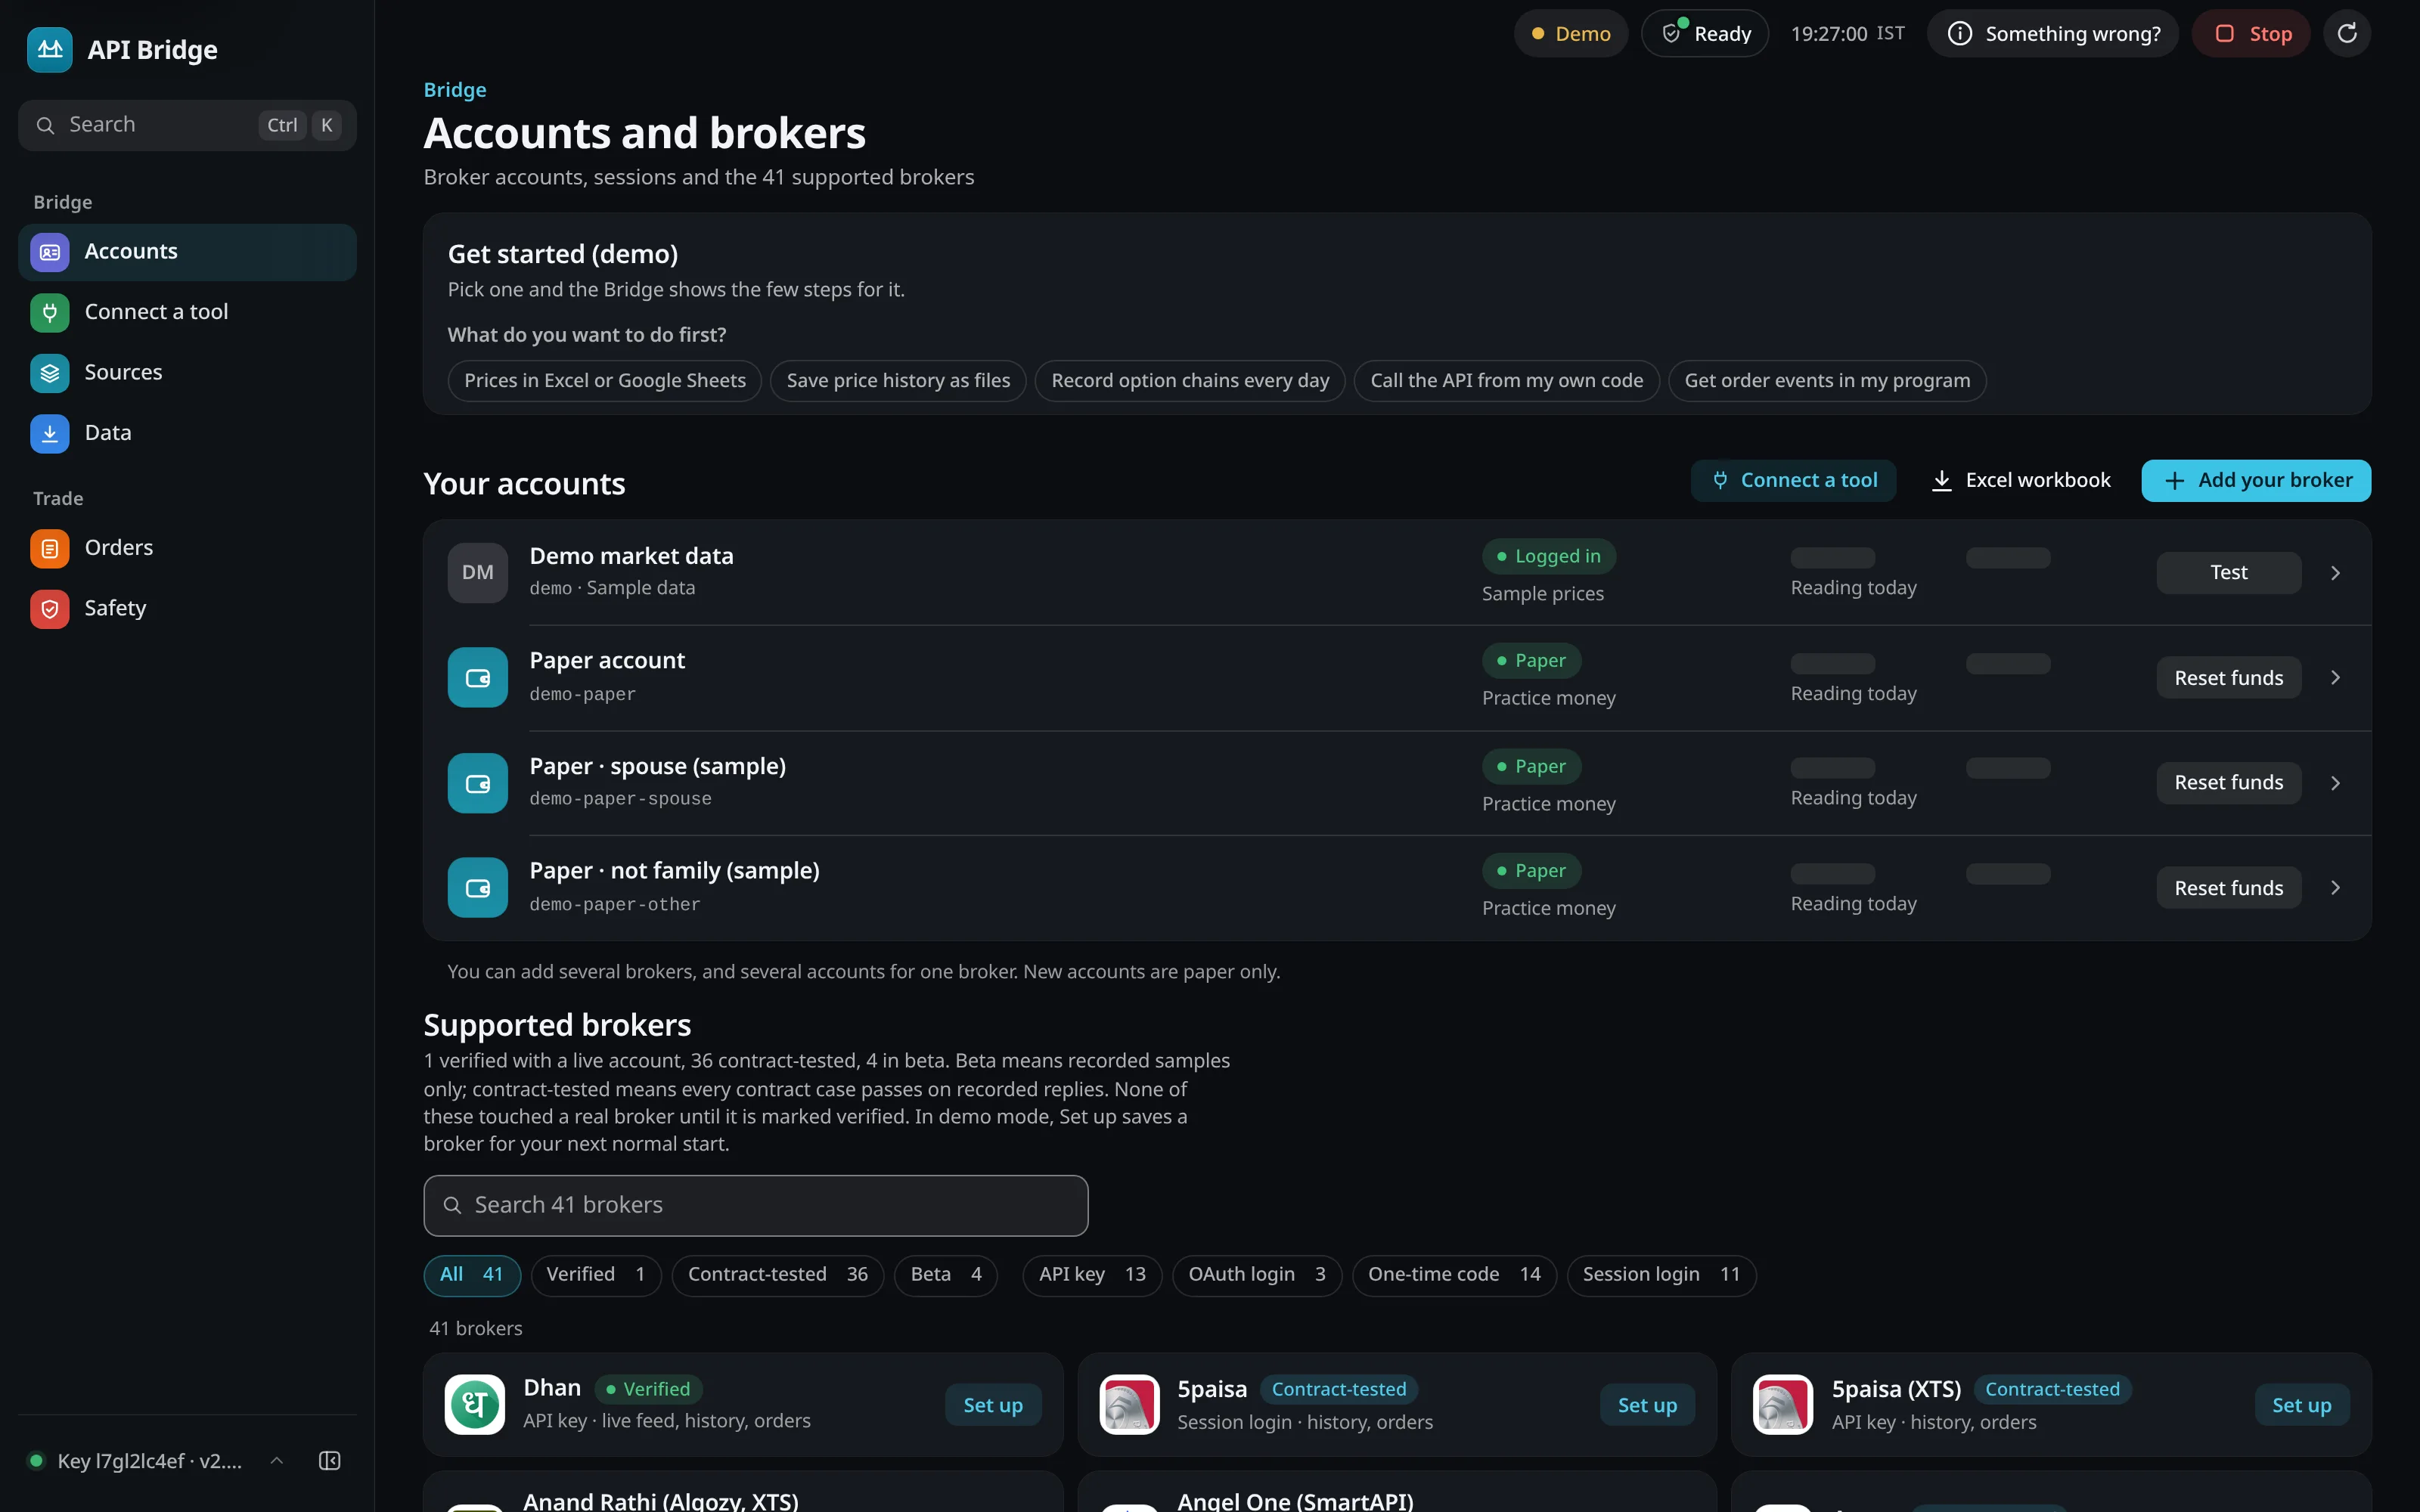 API Bridge
Search Ctrl K
Bridge
Accounts
Connect a tool
Sources
Data
Trade
Orders
Safety
Key l7gl2lc4ef · v2....
Demo Ready 19:27:00 IST Something wrong? Stop
Bridge
Accounts and brokers
Broker accounts, sessions and the 41 supported brokers
Get started (demo)
Pick one and the Bridge shows the few steps for it.
What do you want to do first?
Prices in Excel or Google Sheets Save price history as files Record option chains every day Call the API from my own code Get order events in my program
Your accounts Connect a tool Excel workbook Add your broker
DM Demo market data Logged in Test
demo · Sample data Sample prices Reading today
Paper account Paper Reset funds
demo-paper Practice money Reading today
Paper · spouse (sample) Paper Reset funds
demo-paper-spouse Practice money Reading today
Paper · not family (sample) Paper Reset funds
demo-paper-other Practice money Reading today
You can add several brokers, and several accounts for one broker. New accounts are paper only.
Supported brokers
1 verified with a live account, 36 contract-tested, 4 in beta. Beta means recorded samples
only; contract-tested means every contract case passes on recorded replies. None of
these touched a real broker until it is marked verified. In demo mode, Set up saves a
broker for your next normal start.
Search 41 brokers
All 41 Verified 1 Contract-tested 36 Beta 4 API key 13 OAuth login 3 One-time code 14 Session login 11
41 brokers
ध Dhan Verified Set up
API key · live feed, history, orders
5paisa Contract-tested Set up
Session login · history, orders
5paisa (XTS) Contract-tested Set up
API key · history, orders
Anand Rathi (Algozy, XTS)
Angel One (SmartAPI)